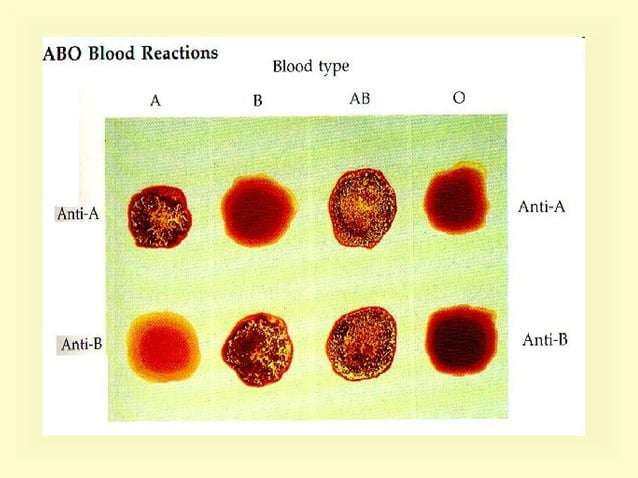 ABO Blood Reactions
Blood type
A B AB O
Anti-A Anti-A
Anti-B Anti-B